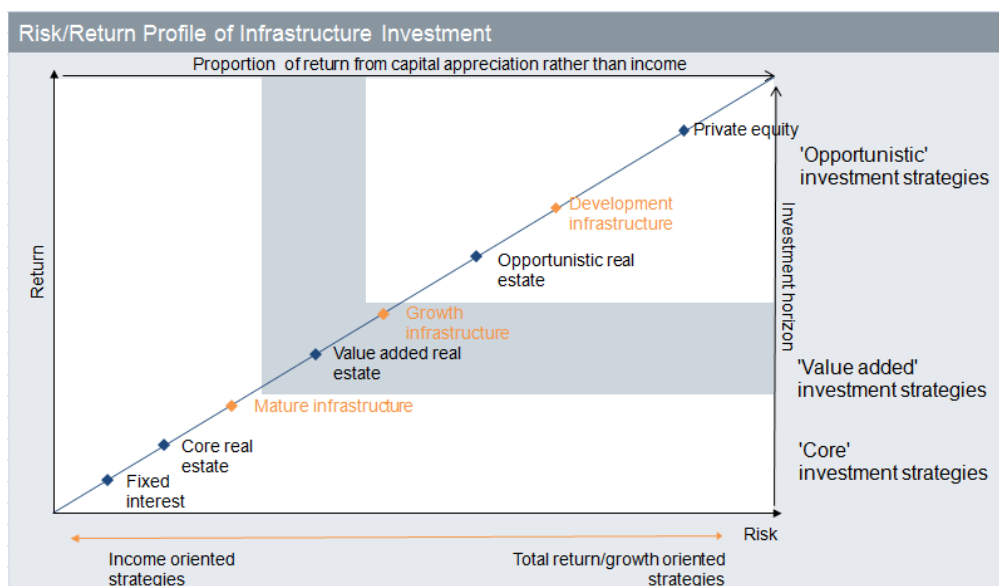 Risk/Return Profile of Infrastructure Investment
Proportion of return from capital appreciation rather than income
Private equity
'Opportunistic'
investment strategies
Development
infrastructure
Investment horizon
Return
Opportunistic real
estate
Growth
infrastructure
Value added real
estate
'Value added'
investment strategies
Mature infrastructure
Core real
estate
'Core'
investment strategies
Fixed
interest
Risk
Income oriented
strategies
Total return/growth oriented
strategies